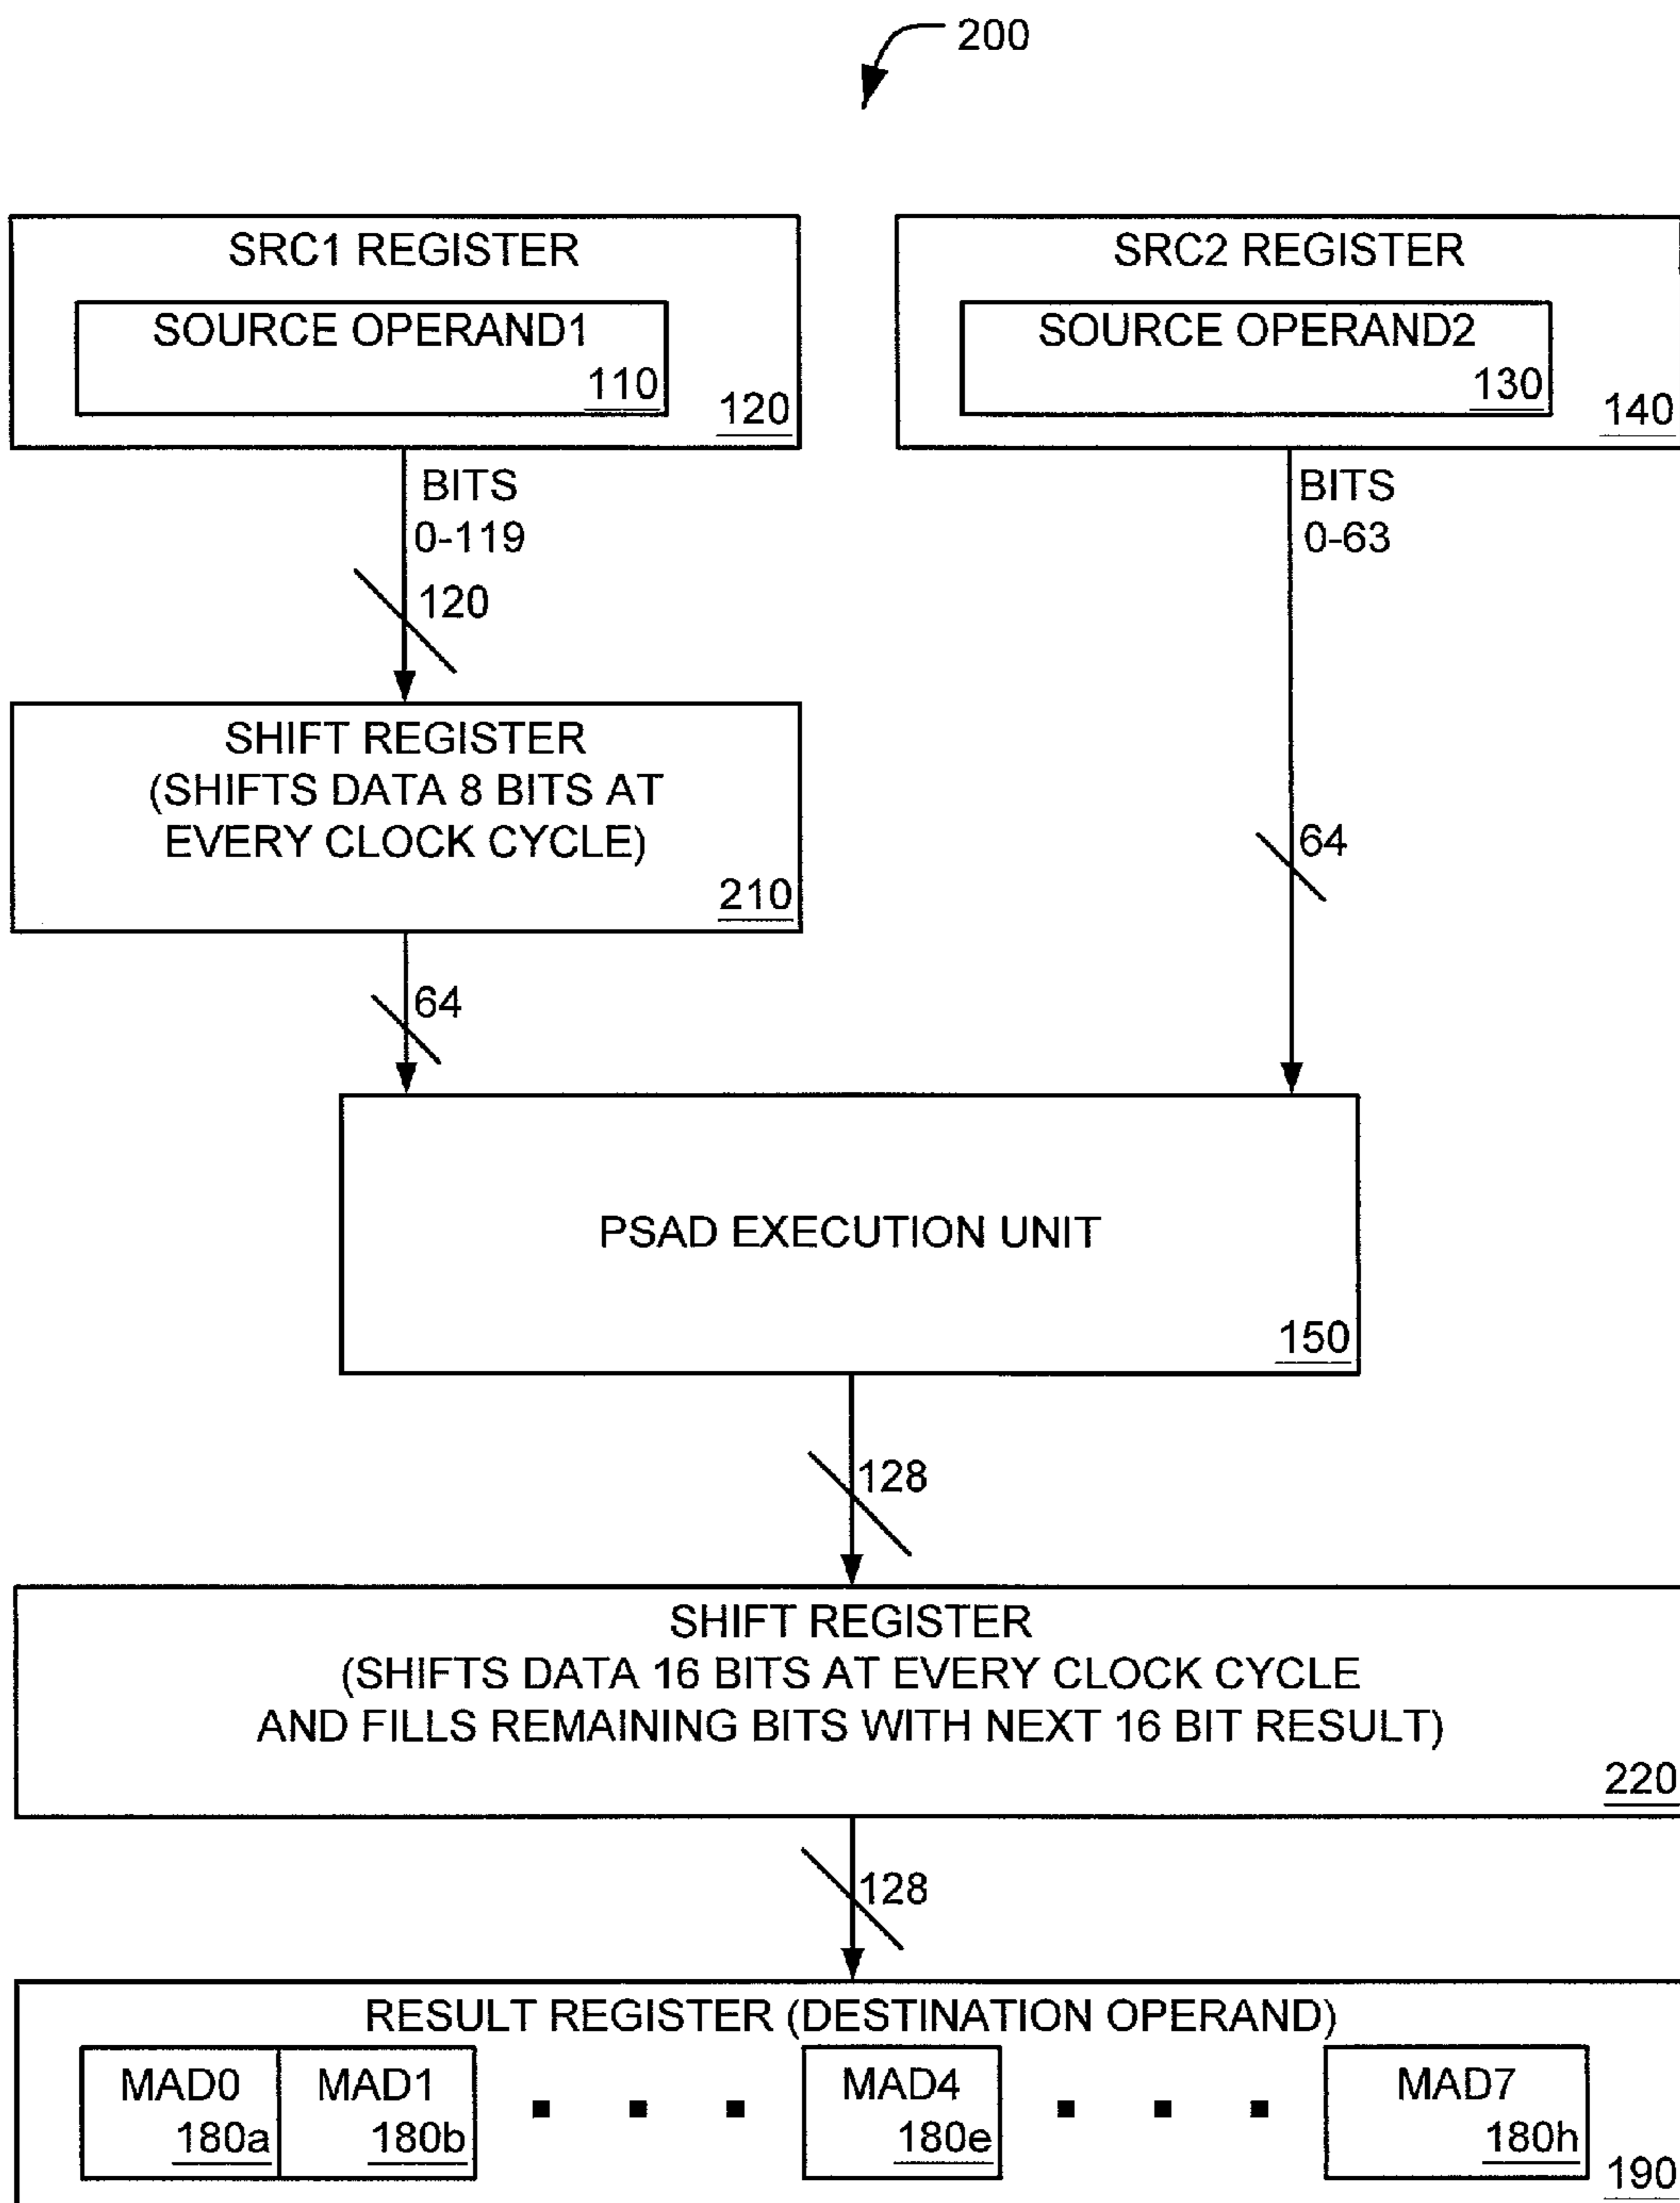 200
SRC1 REGISTER
SOURCE OPERAND1
110
120
SRC2 REGISTER
SOURCE OPERAND2
130
140
BITS
0-119
120
BITS
0-63
64
SHIFT REGISTER
(SHIFTS DATA 8 BITS AT
EVERY CLOCK CYCLE)
210
64
PSAD EXECUTION UNIT
150
128
SHIFT REGISTER
(SHIFTS DATA 16 BITS AT EVERY CLOCK CYCLE
AND FILLS REMAINING BITS WITH NEXT 16 BIT RESULT)
220
128
RESULT REGISTER (DESTINATION OPERAND)
MAD0
180a
MAD1
180b
MAD4
180e
MAD7
180h
190